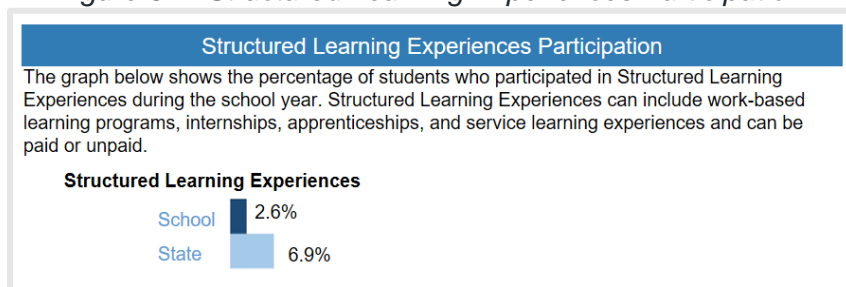 Structured Learning Experiences Participation
The graph below shows the percentage of students who participated in Structured Learning
Experiences during the school year. Structured Learning Experiences can include work-based
learning programs, internships, apprenticeships, and service learning experiences and can be
paid or unpaid.
Structured Learning Experiences
School 2.6%
State 6.9%